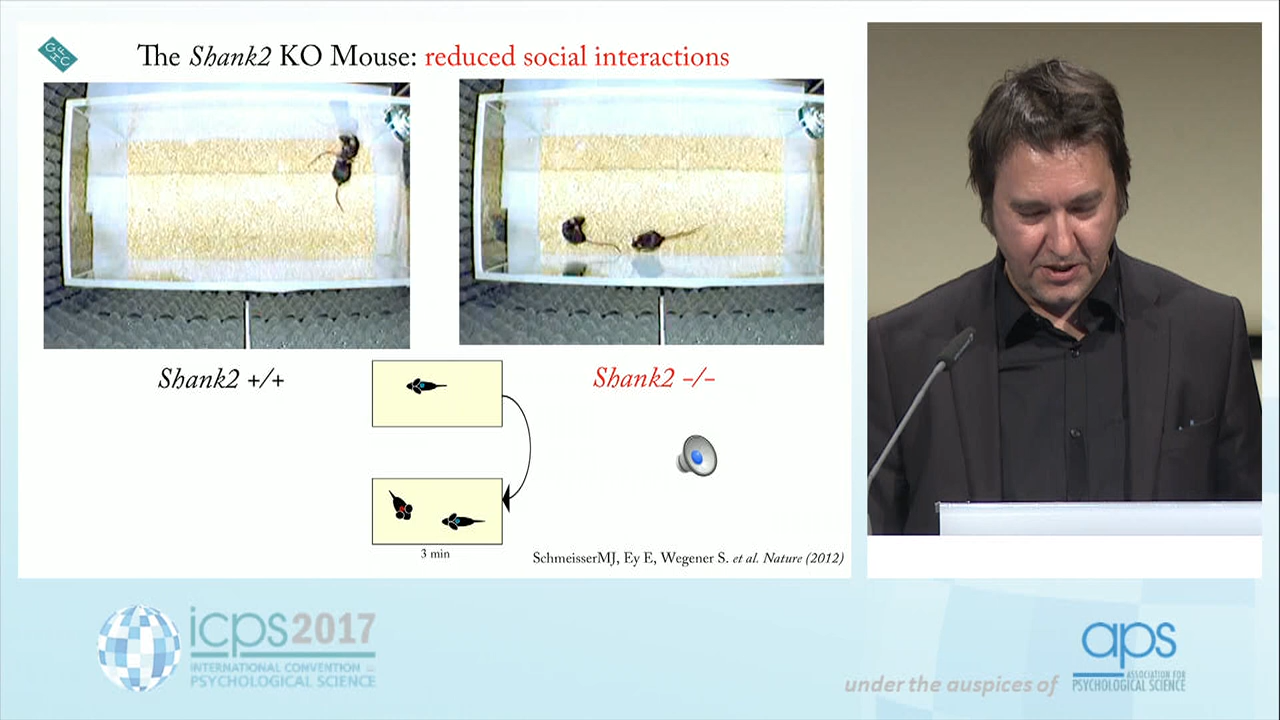 GHFC
The Shank2 KO Mouse: reduced social interactions
Shank2 +/+
Shank2 -/-
3 min
SchmeisserMJ, Ey E, Wegener S. et al. Nature (2012)
icps2017
INTERNATIONAL CONVENTION OF
PSYCHOLOGICAL SCIENCE
under the auspices of
aps
ASSOCIATION FOR
PSYCHOLOGICAL SCIENCE